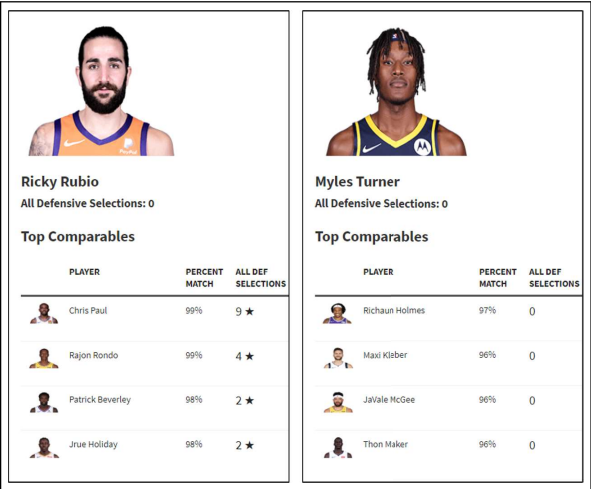 Ricky Rubio
All Defensive Selections: 0
Top Comparables
PLAYER PERCENT MATCH ALL DEF SELECTIONS
Chris Paul 99% 9 ★
Rajon Rondo 99% 4 ★
Patrick Beverley 98% 2 ★
Jrue Holiday 98% 2 ★
Myles Turner
All Defensive Selections: 0
Top Comparables
PLAYER PERCENT MATCH ALL DEF SELECTIONS
Richaun Holmes 97% 0
Maxi Kleber 96% 0
JaVale McGee 96% 0
Thon Maker 96% 0